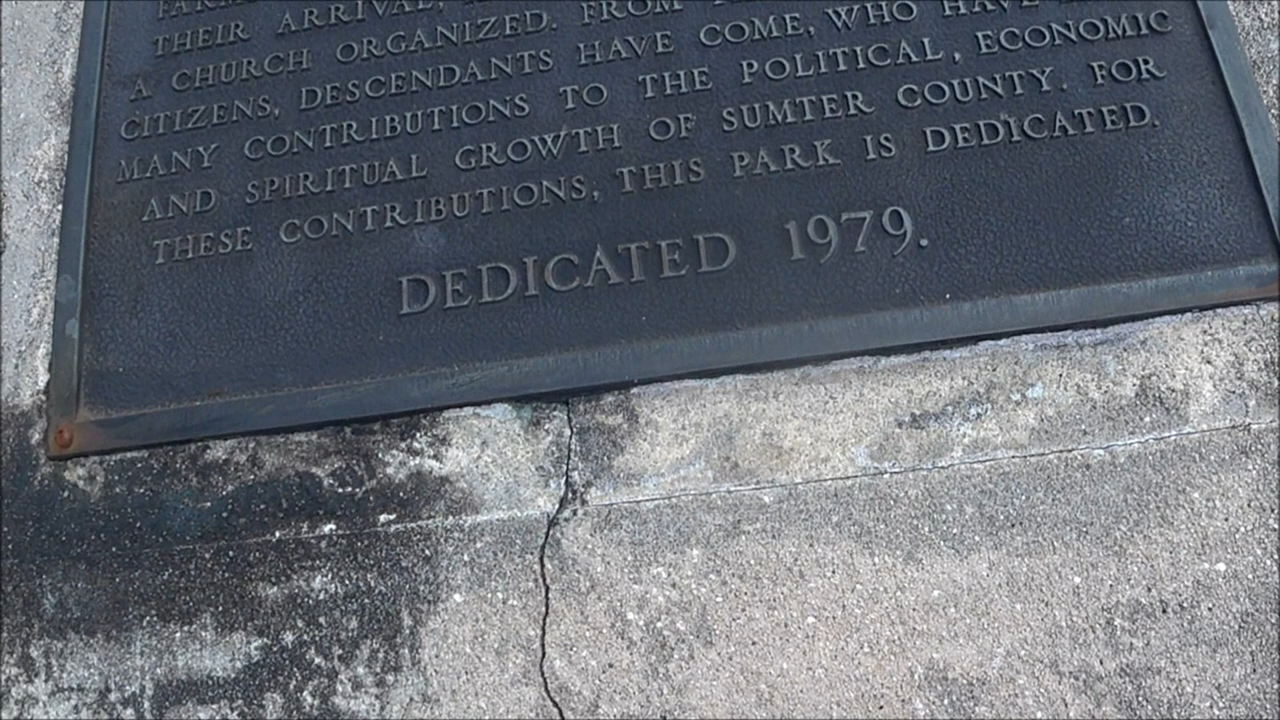 FARM
THEIR ARRIVAL,
A CHURCH ORGANIZED. FROM
CITIZENS, DESCENDANTS HAVE COME, WHO HAVE
MANY CONTRIBUTIONS TO THE POLITICAL, ECONOMIC
AND SPIRITUAL GROWTH OF SUMTER COUNTY. FOR
THESE CONTRIBUTIONS, THIS PARK IS DEDICATED.
DEDICATED 1979.